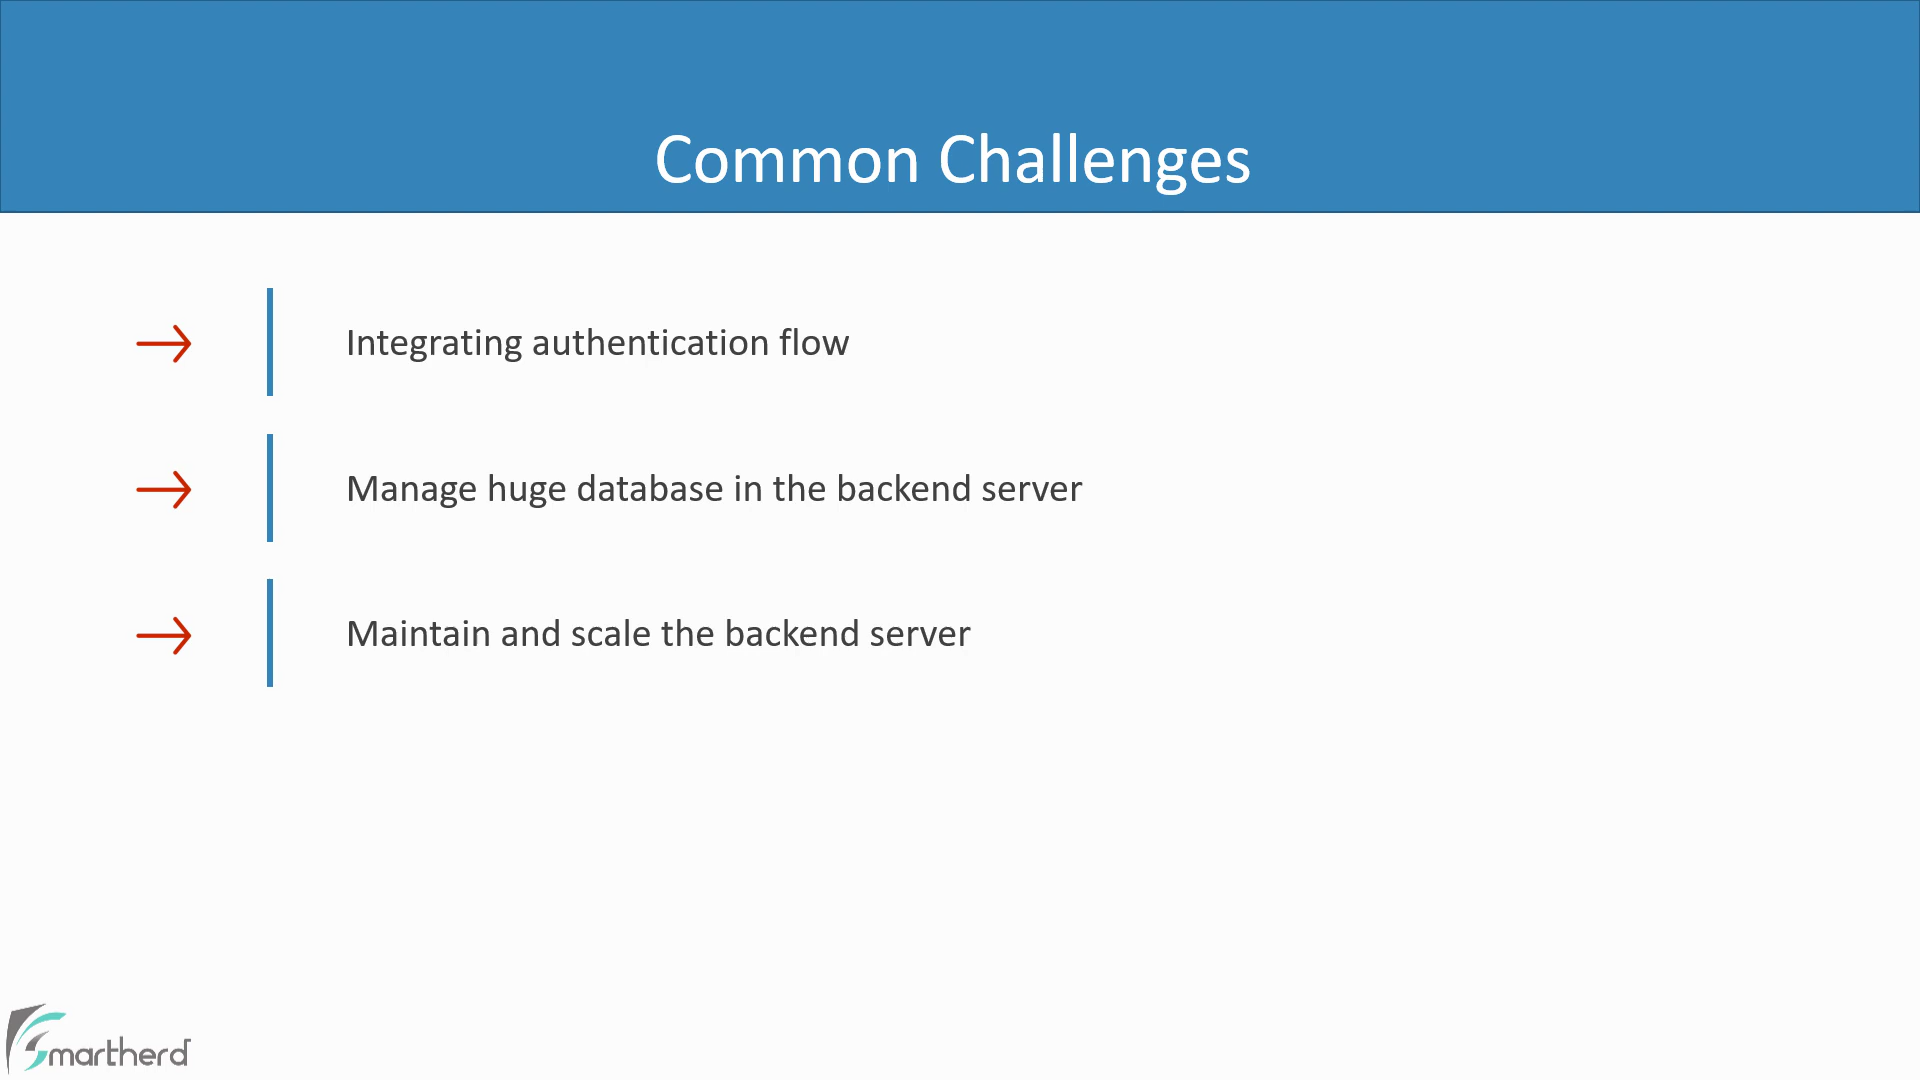 Common Challenges
Integrating authentication flow
Manage huge database in the backend server
Maintain and scale the backend server
Smartherd